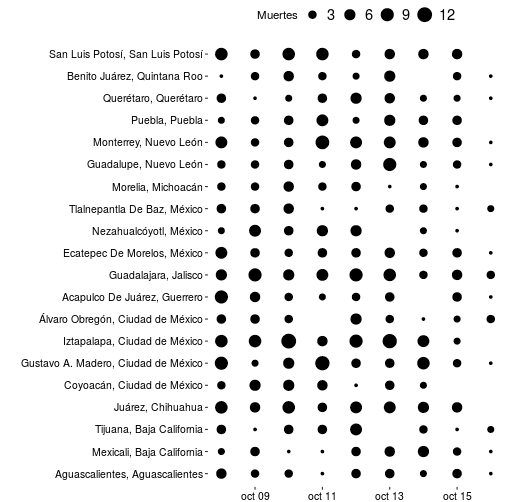 Muertes 3 6 9 12
San Luis Potosí, San Luis Potosí
Benito Juárez, Quintana Roo
Querétaro, Querétaro
Puebla, Puebla
Monterrey, Nuevo León
Guadalupe, Nuevo León
Morelia, Michoacán
Tlalnepantla De Baz, México
Nezahualcóyotl, México
Ecatepec De Morelos, México
Guadalajara, Jalisco
Acapulco De Juárez, Guerrero
Álvaro Obregón, Ciudad de México
Iztapalapa, Ciudad de México
Gustavo A. Madero, Ciudad de México
Coyoacán, Ciudad de México
Juárez, Chihuahua
Tijuana, Baja California
Mexicali, Baja California
Aguascalientes, Aguascalientes
oct 09 oct 11 oct 13 oct 15